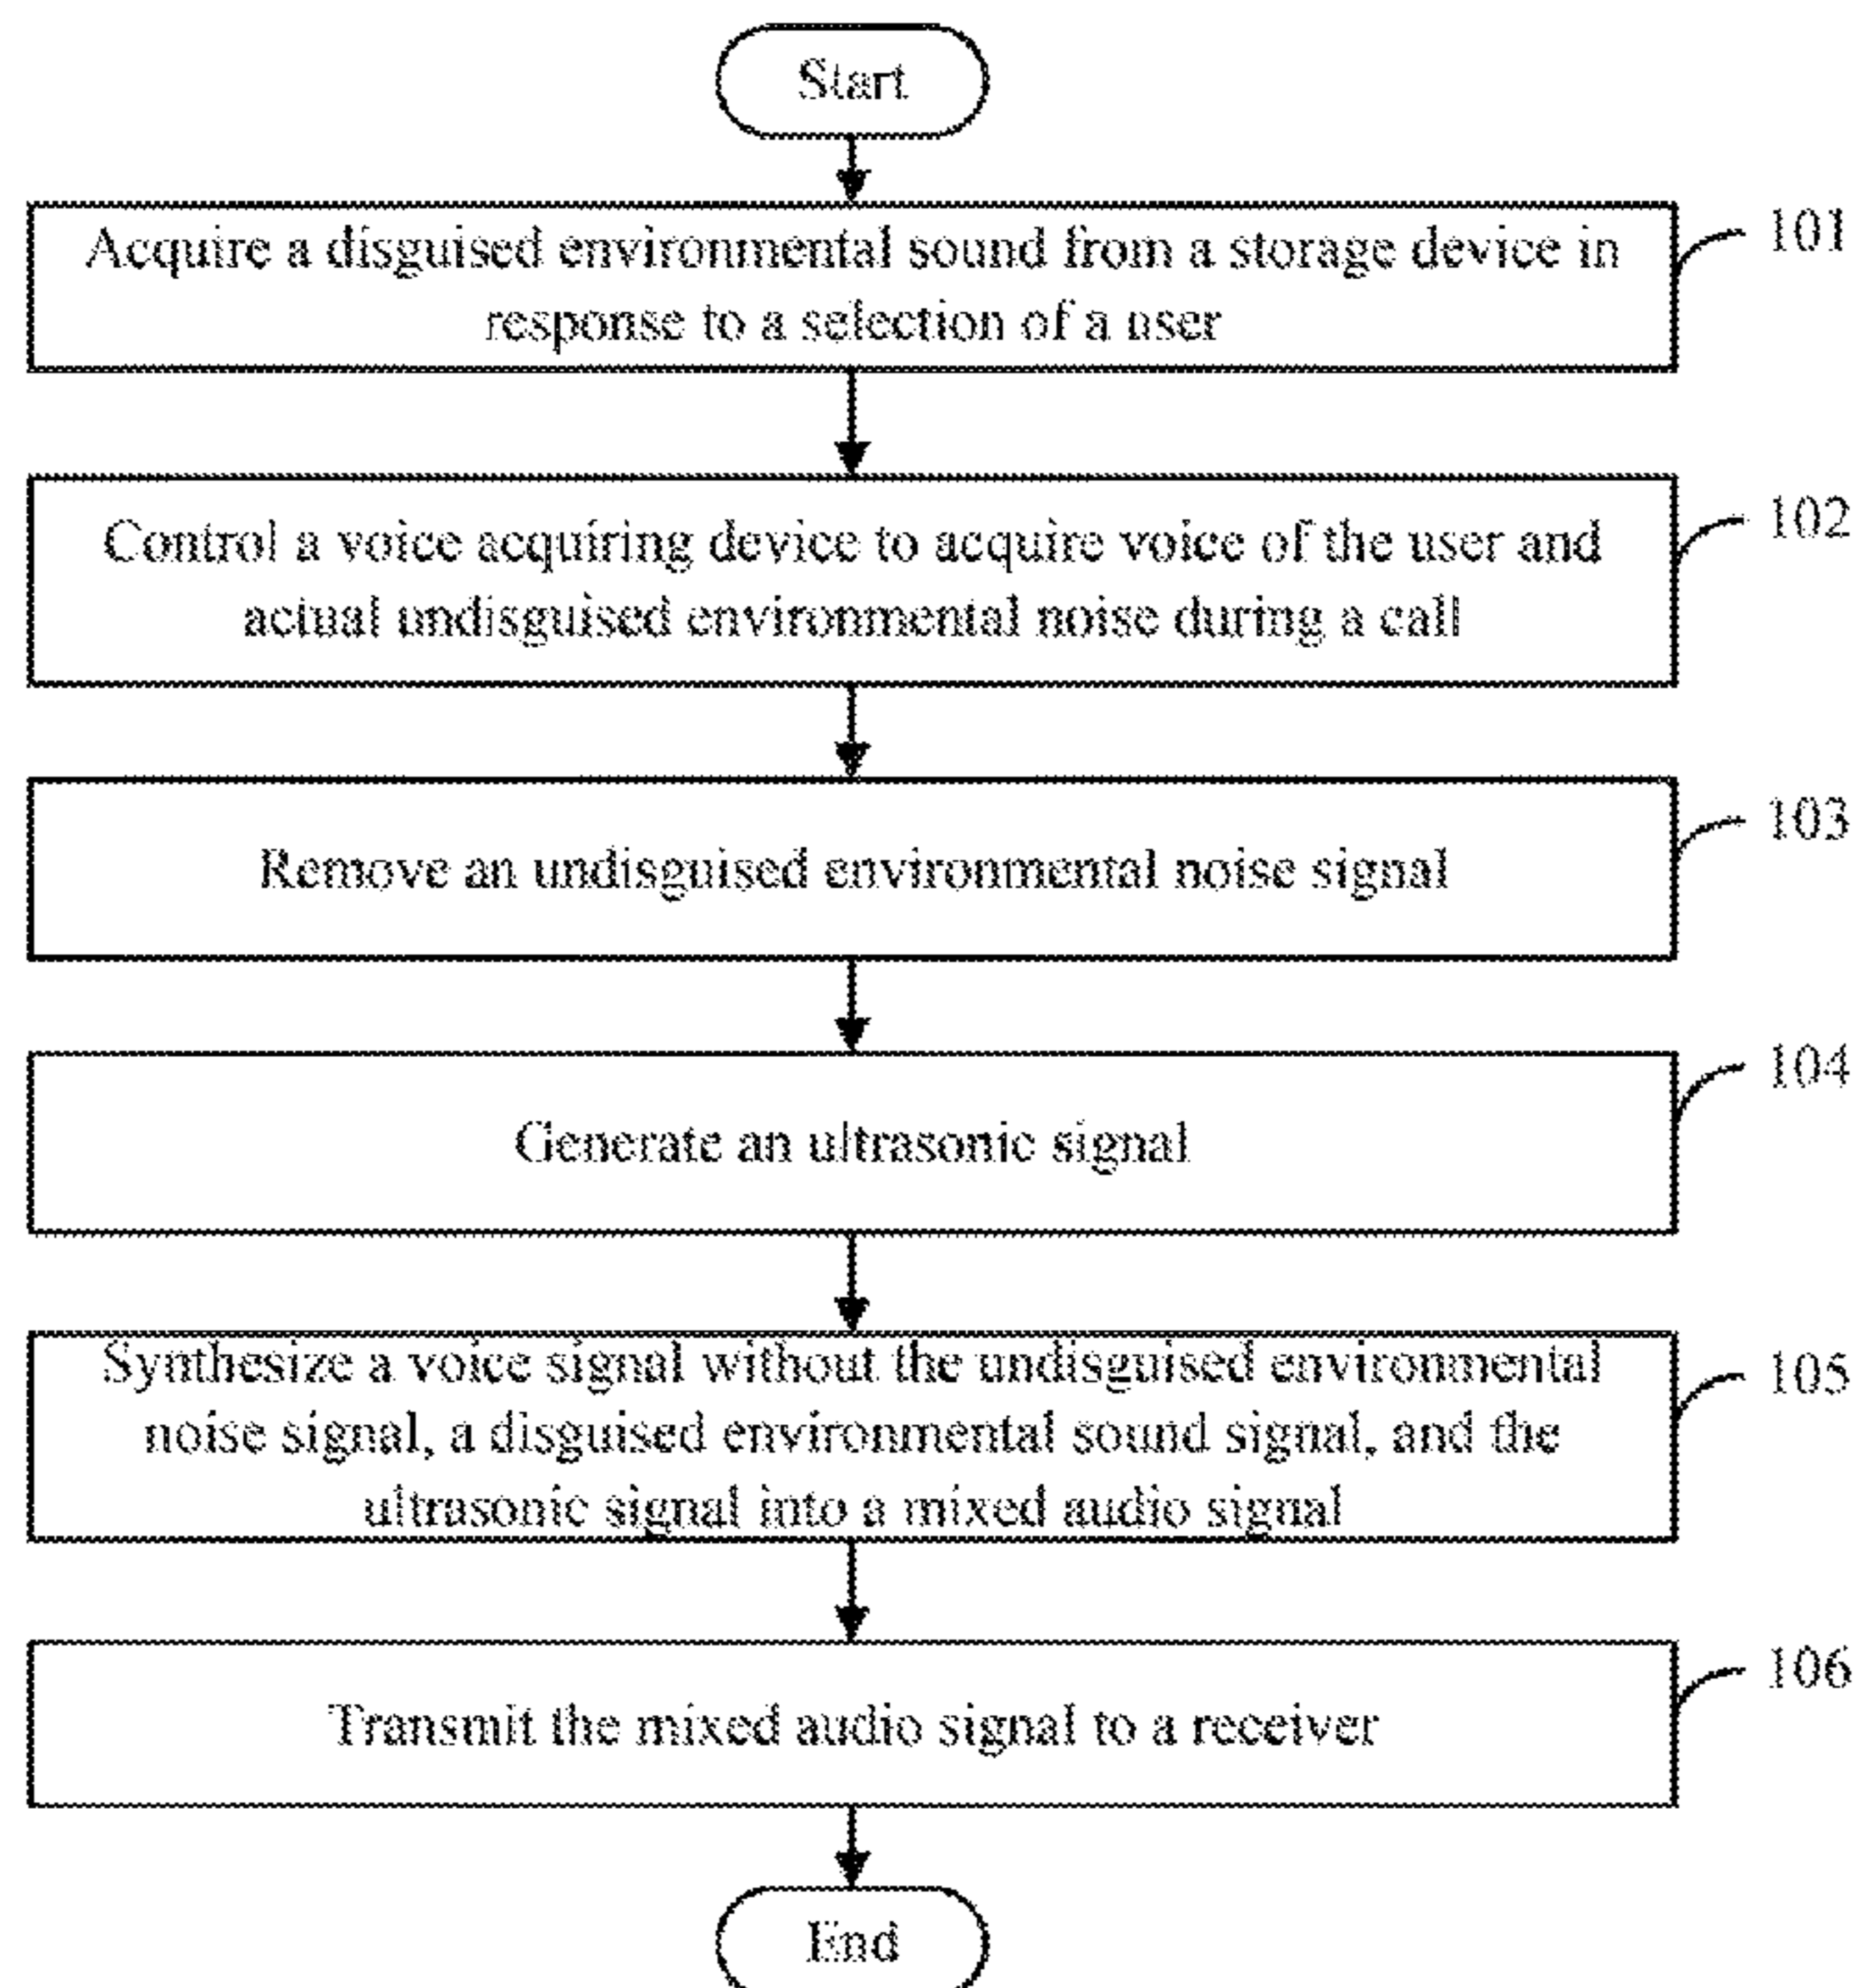 Start
Acquire a disguised environmental sound from a storage device in
response to a selection of a user
101
Control a voice acquiring device to acquire voice of the user and
actual undisguised environmental noise during a call
102
Remove an undisguised environmental noise signal
103
Generate an ultrasonic signal
104
Synthesize a voice signal without the undisguised environmental
noise signal, a disguised environmental sound signal, and the
ultrasonic signal into a mixed audio signal
105
Transmit the mixed audio signal to a receiver
106
End